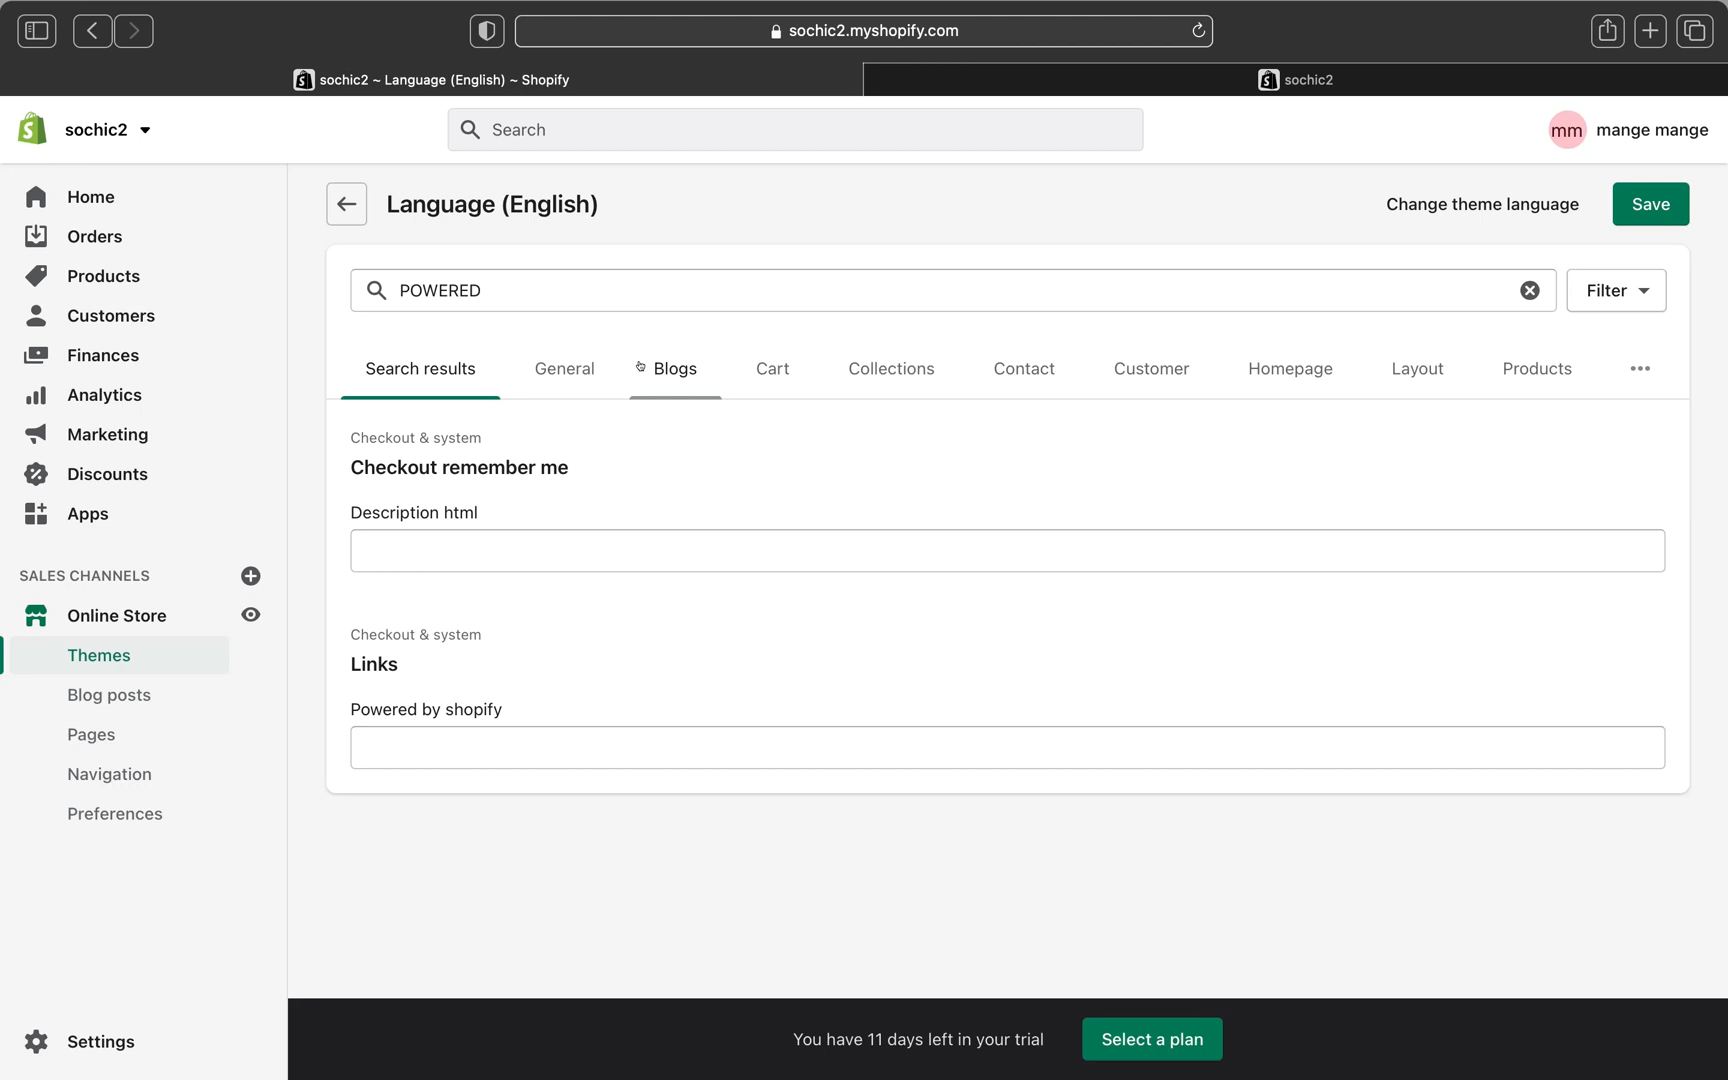 sochic2.myshopify.com
sochic2 ~ Language (English) ~ Shopify
sochic2
sochic2
Search
mm
mange mange
Home
Orders
Products
Customers
Finances
Analytics
Marketing
Discounts
Apps
SALES CHANNELS
Online Store
Themes
Blog posts
Pages
Navigation
Preferences
Settings
Language (English)
Change theme language
Save
POWERED
Filter
Search results
General
Blogs
Cart
Collections
Contact
Customer
Homepage
Layout
Products
Checkout & system
Checkout remember me
Description html
Checkout & system
Links
Powered by shopify
You have 11 days left in your trial
Select a plan